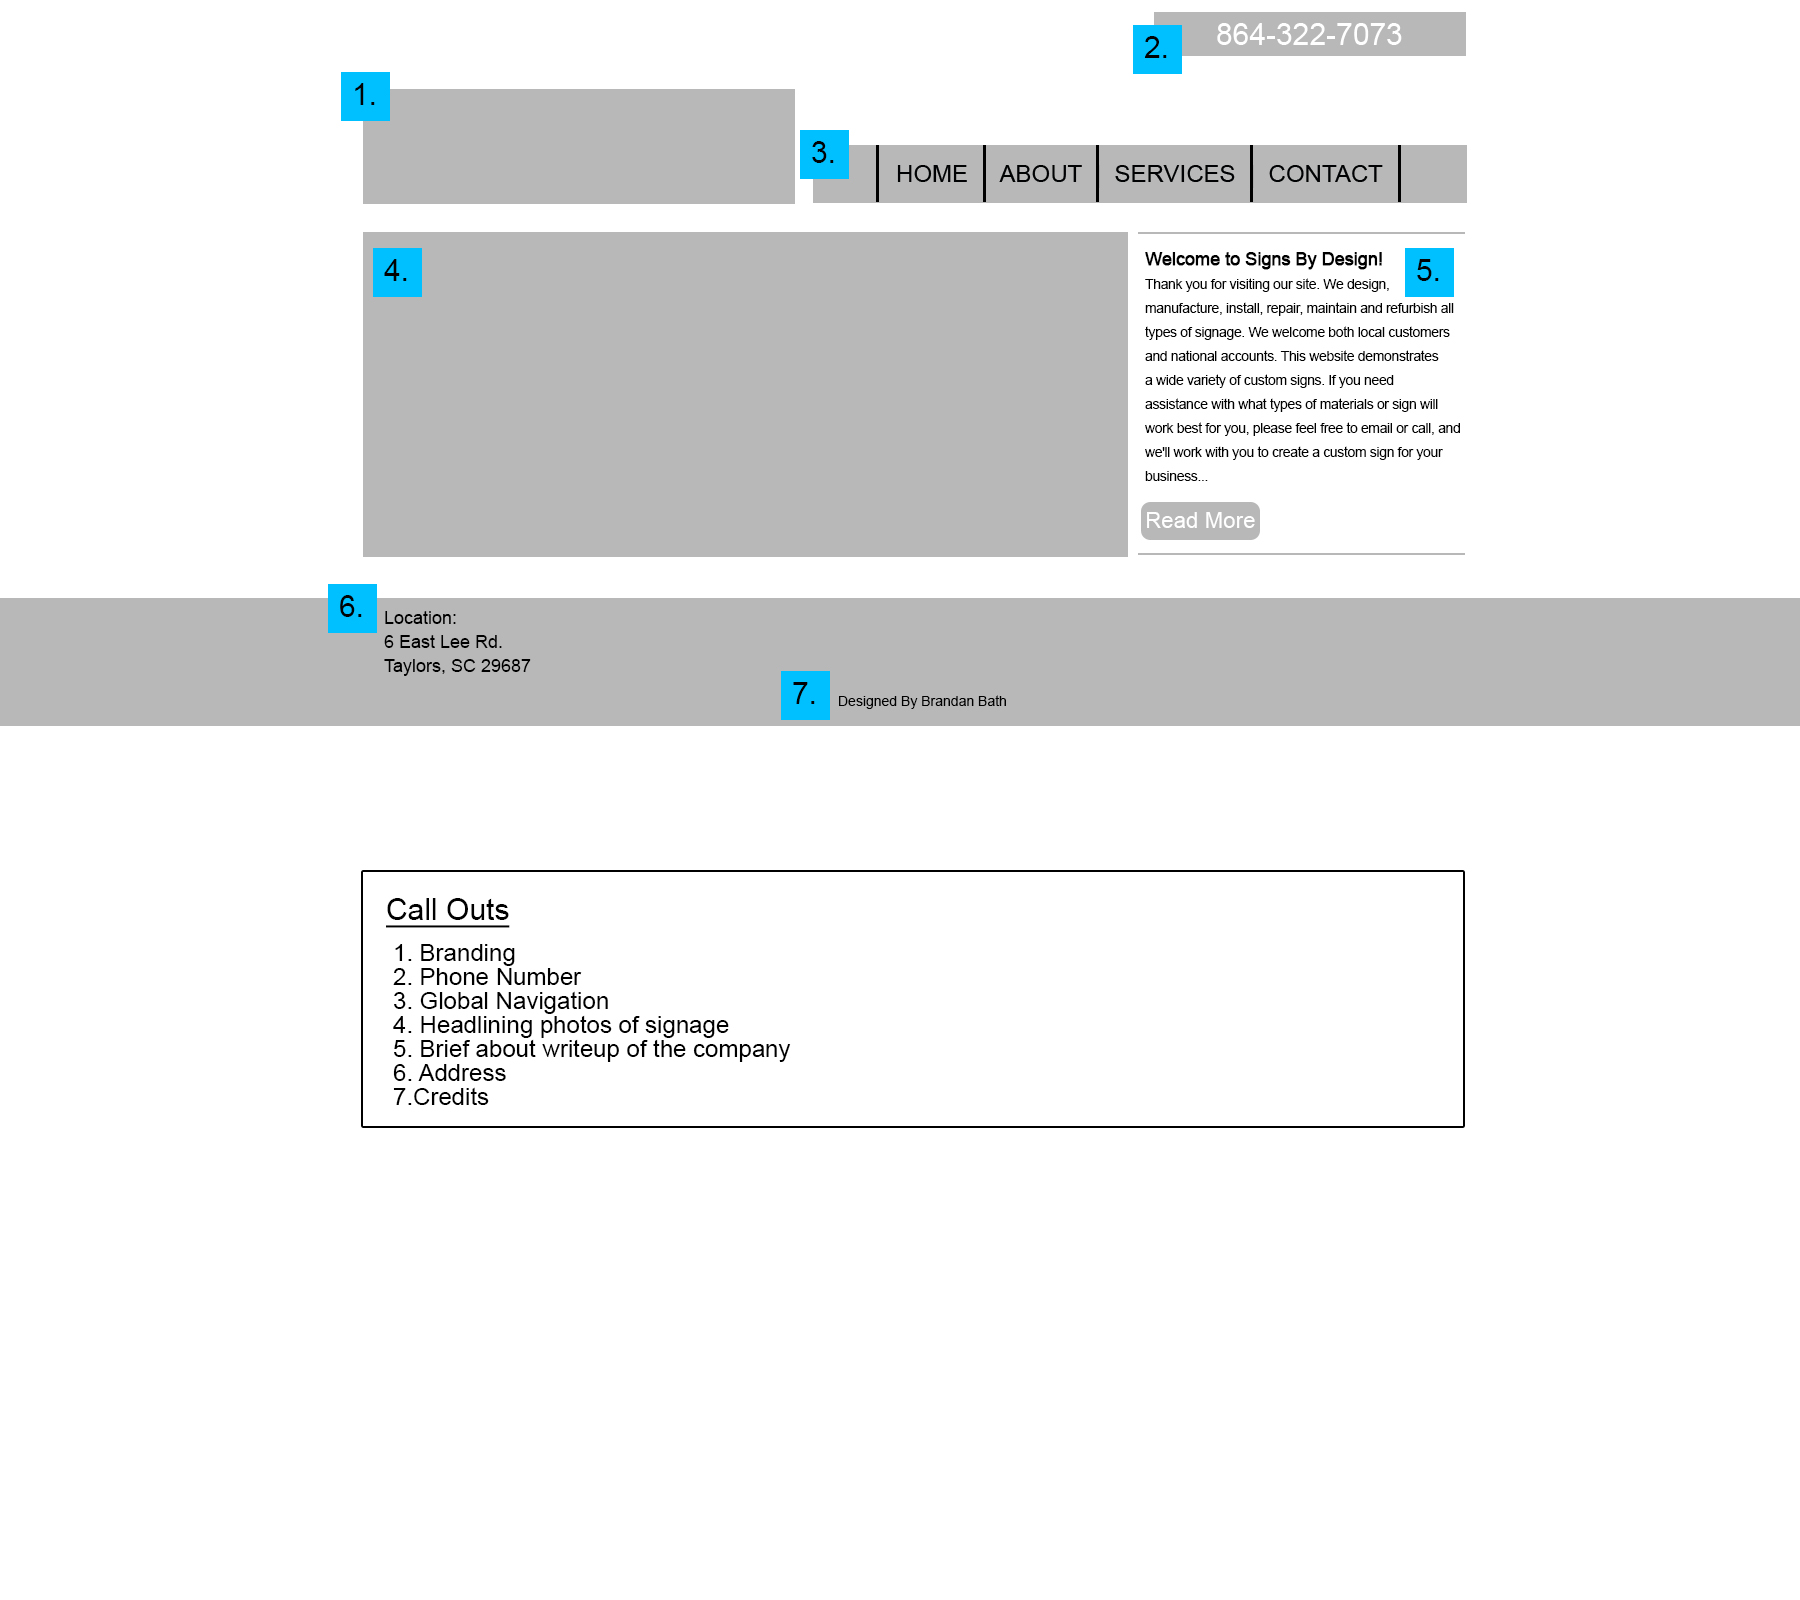 864-322-7073
2.
1.
3.
HOME
ABOUT
SERVICES
CONTACT
4.
Welcome to Signs By Design!
5.
Thank you for visiting our site. We design,
manufacture, install, repair, maintain and refurbish all
types of signage. We welcome both local customers
and national accounts. This website demonstrates
a wide variety of custom signs. If you need
assistance with what types of materials or sign will
work best for you, please feel free to email or call, and
we'll work with you to create a custom sign for your
business...
Read More
6.
Location:
6 East Lee Rd.
Taylors, SC 29687
7.
Designed By Brandan Bath
Call Outs
1. Branding
2. Phone Number
3. Global Navigation
4. Headlining photos of signage
5. Brief about writeup of the company
6. Address
7.Credits